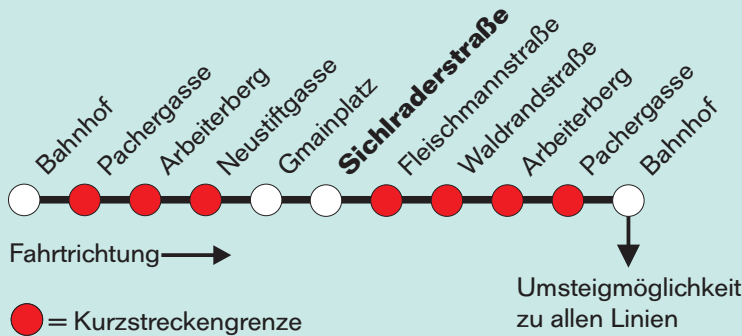 Bahnhof
Pachergasse
Arbeiterberg
Neustiftgasse
Gmainplatz
Sichlraderstraße
Fleischmannstraße
Waldrandstraße
Arbeiterberg
Pachergasse
Bahnhof
Fahrtrichtung
Umsteigmöglichkeit
zu allen Linien
= Kurzstreckengrenze